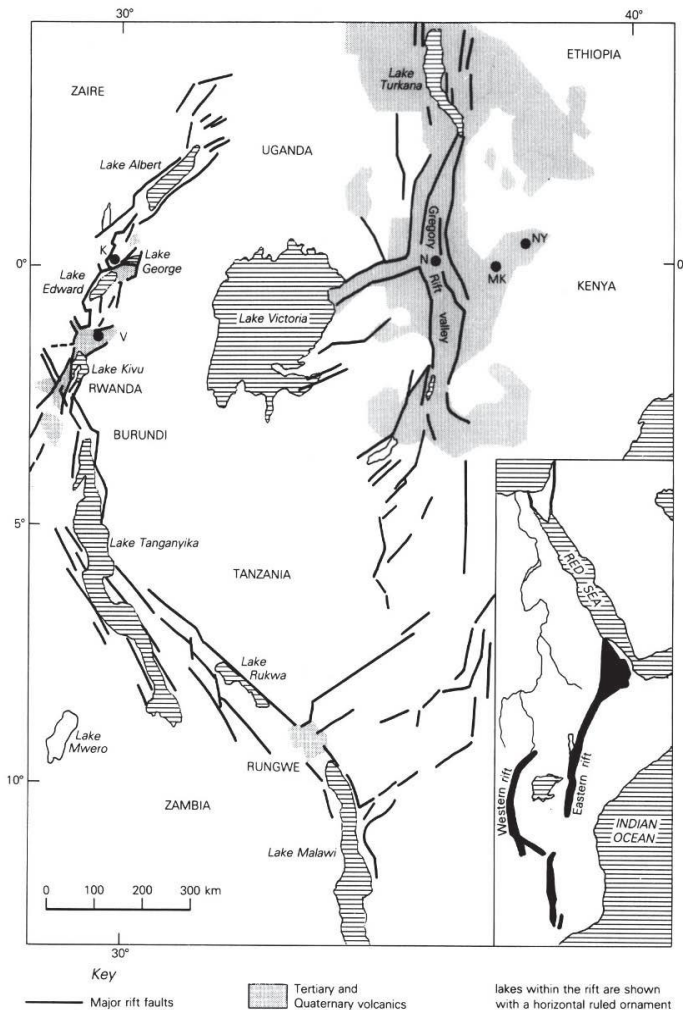 30°
40°
ETHIOPIA
Lake
Turkana
ZAIRE
UGANDA
Lake Albert
Gregory
Rift
valley
K
Lake
George
NY
N
MK
0°
0°
Lake
Edward
KENYA
Lake Victoria
V
Lake Kivu
RWANDA
BURUNDI
5°
Lake Tanganyika
TANZANIA
RED
SEA
Lake
Rukwa
Lake
Mwero
RUNGWE
10°
ZAMBIA
Western rift
Eastern rift
INDIAN
OCEAN
Lake Malawi
0 100 200 300 km
30°
Key
Major rift faults
Tertiary and
Quaternary volcanics
lakes within the rift are shown
with a horizontal ruled ornament